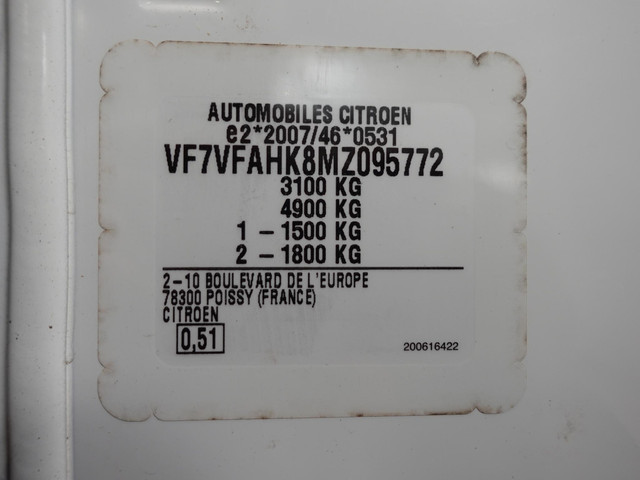 AUTOMOBILES CITROEN
e2*2007/46*0531
VF7VFAHK8MZ095772
3100 KG
4900 KG
1 - 1500 KG
2 - 1800 KG
2-10 BOULEVARD DE L'EUROPE
78300 POISSY (FRANCE)
CITROEN
0,51
200616422